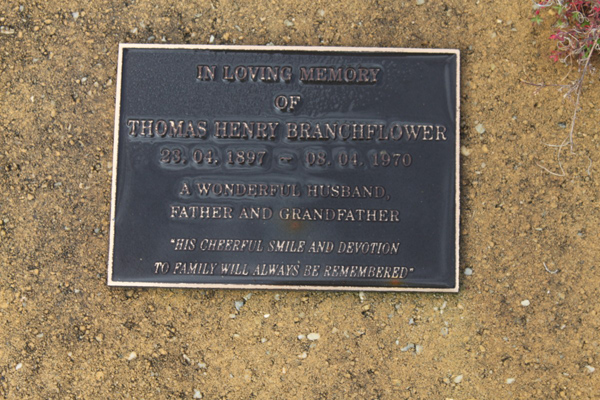 IN LOVING MEMORY
OF
THOMAS HENRY BRANCHFLOWER
23. 04. 1897 – 08. 04. 1970
A WONDERFUL HUSBAND,
FATHER AND GRANDFATHER
"HIS CHEERFUL SMILE AND DEVOTION
TO FAMILY WILL ALWAYS BE REMEMBERED"